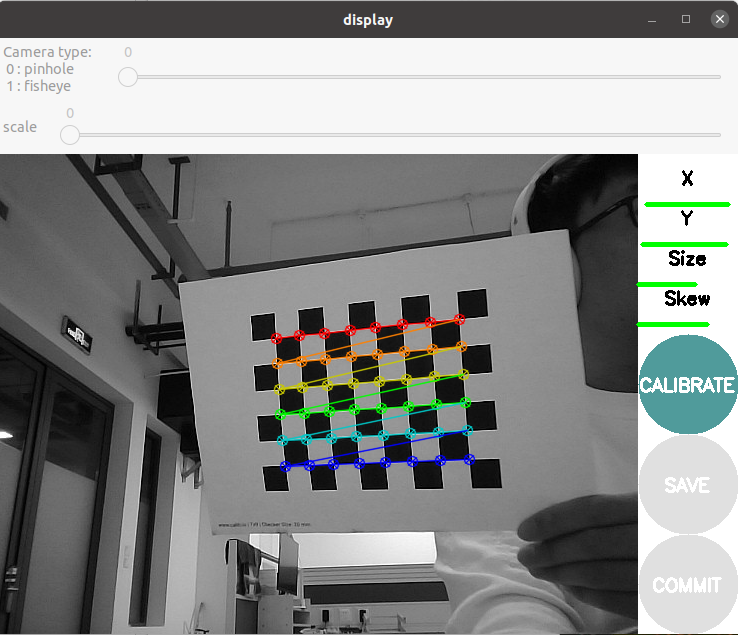 display
Camera type:
0 : pinhole
1 : fisheye
0
scale
0
X
Y
Size
Skew
CALIBRATE
SAVE
COMMIT